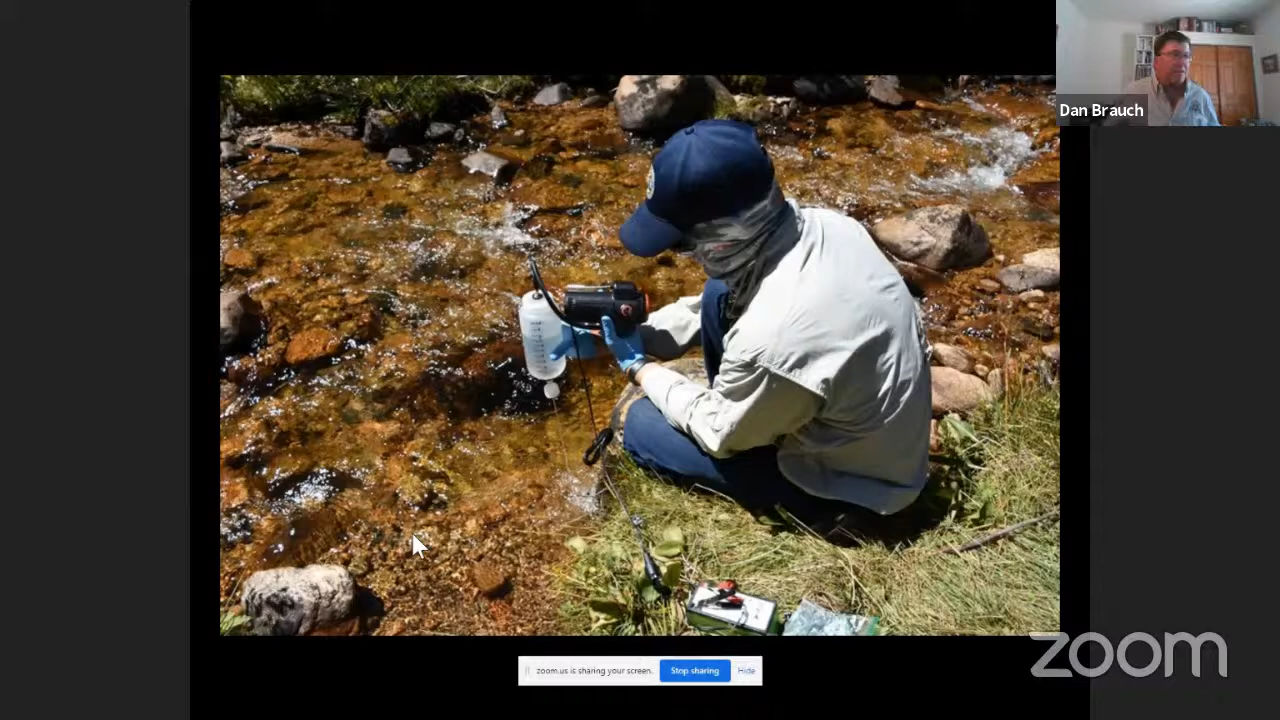 Dan Brauch
zoom.us is sharing your screen.
Stop sharing
Hide
zoom